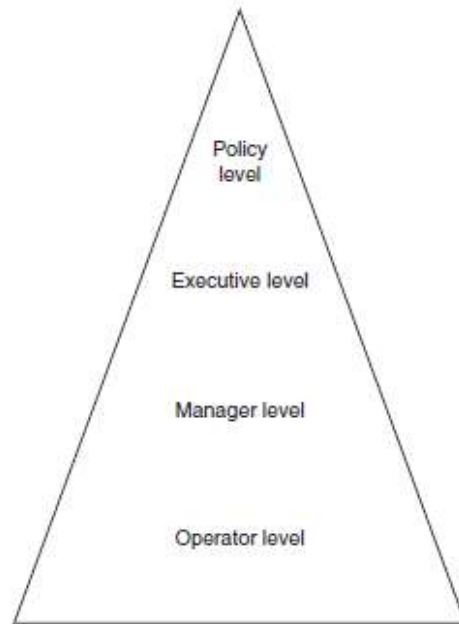 Policy
level
Executive level
Manager level
Operator level